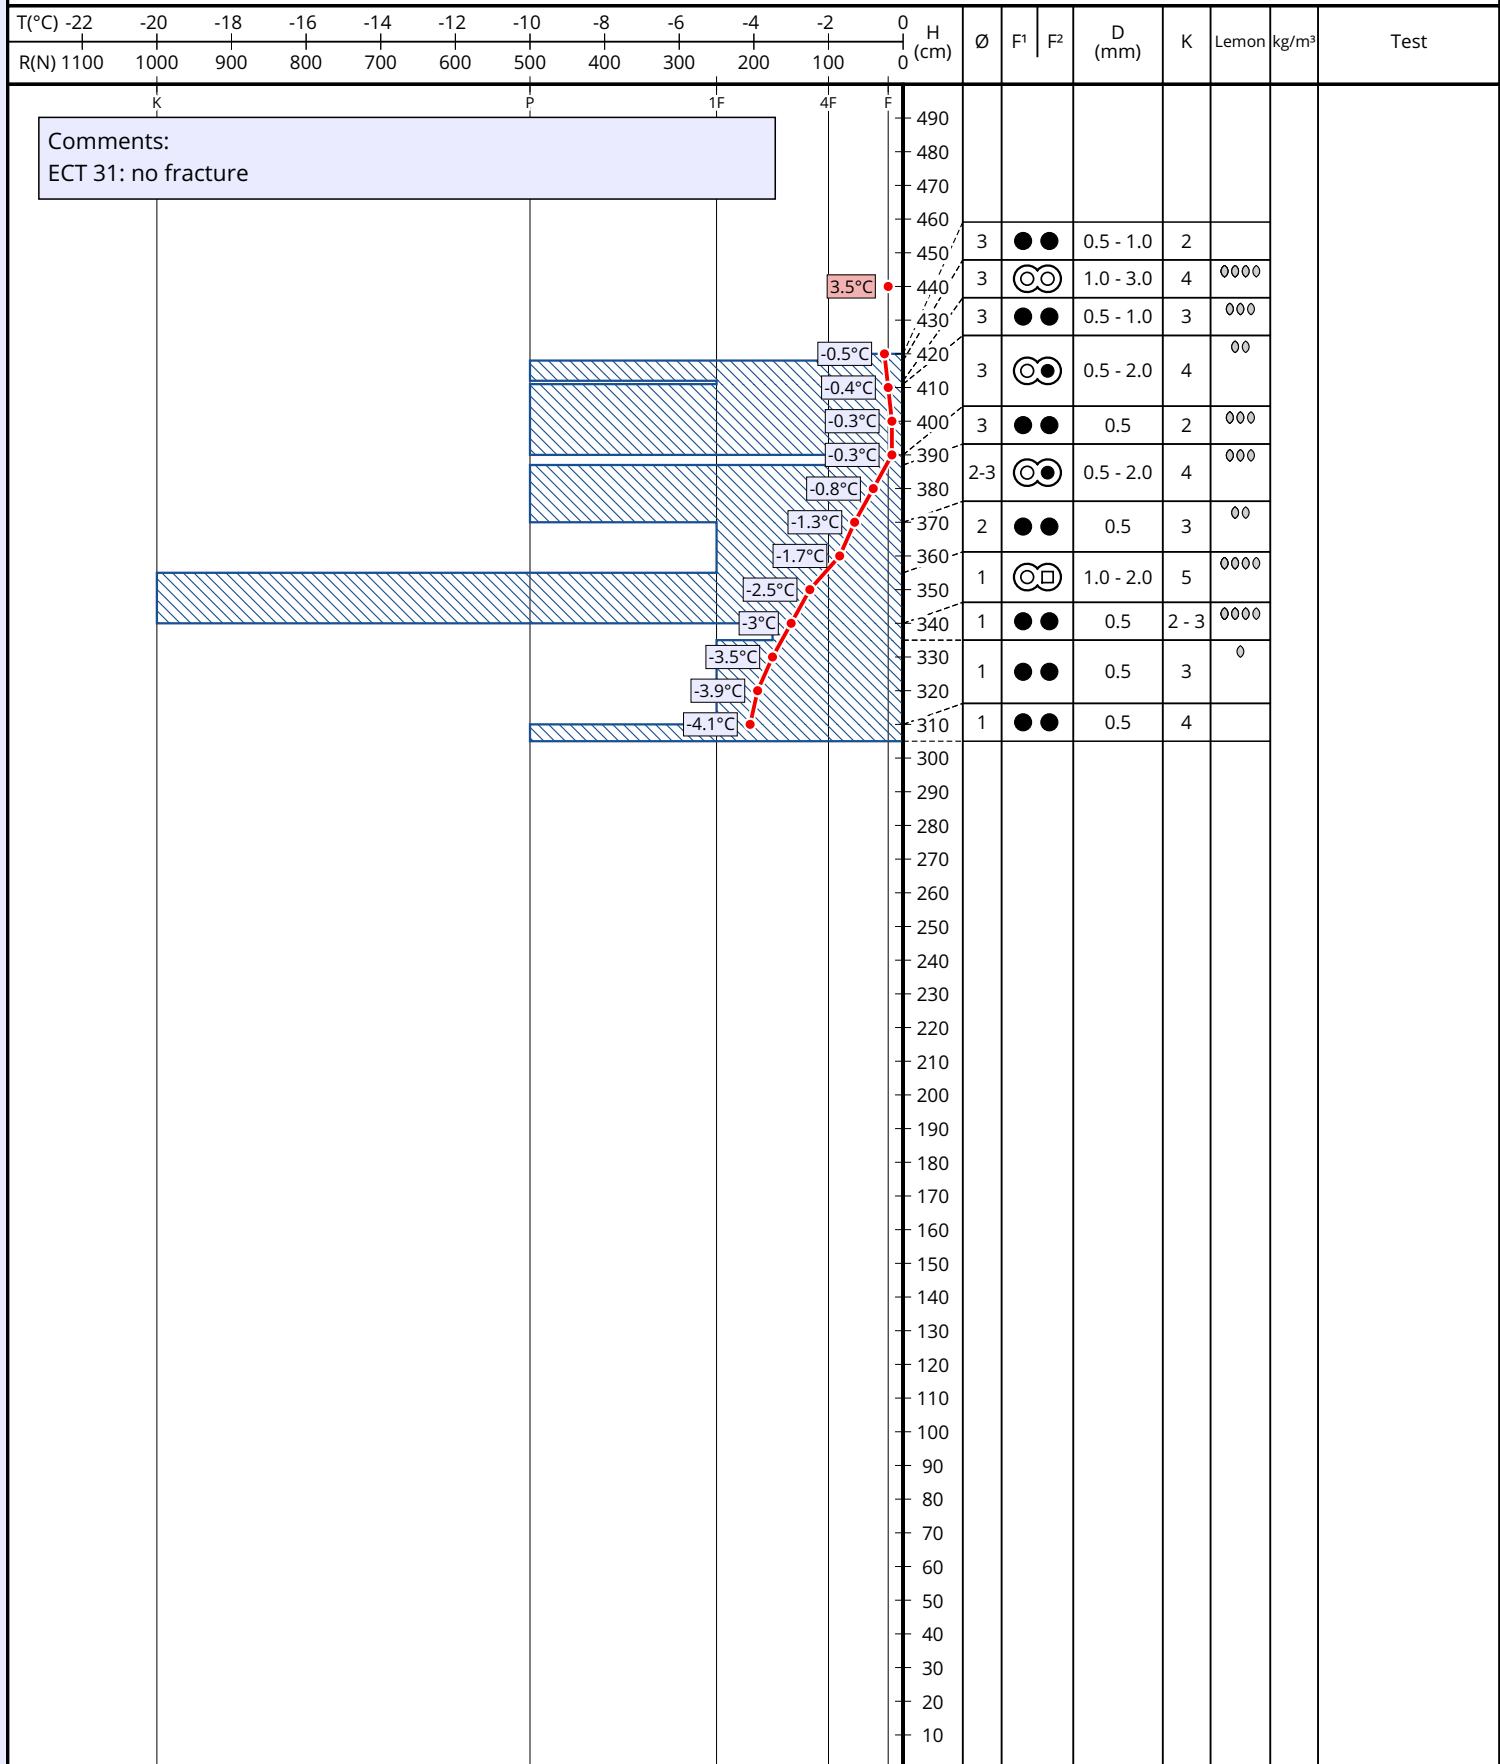 T(°C) -22 -20 -18 -16 -14 -12 -10 -8 -6 -4 -2 0
R(N) 1100 1000 900 800 700 600 500 400 300 200 100 0
H (cm) Ø F¹ F² D (mm) K Lemon kg/m³ Test
K P 1F 4F F
Comments:
ECT 31: no fracture
490
480
470
460
3 0.5 - 1.0 2
450
3.5°C 440
3 1.0 - 3.0 4
430
3 0.5 - 1.0 3
-0.5°C 420
3 0.5 - 2.0 4
-0.4°C 410
-0.3°C 400
3 0.5 2
-0.3°C 390
2-3 0.5 - 2.0 4
-0.8°C 380
-1.3°C 370
2 0.5 3
-1.7°C 360
1 1.0 - 2.0 5
-2.5°C 350
-3°C 340
1 0.5 2 - 3
-3.5°C 330
1 0.5 3
-3.9°C 320
-4.1°C 310
1 0.5 4
300
290
280
270
260
250
240
230
220
210
200
190
180
170
160
150
140
130
120
110
100
90
80
70
60
50
40
30
20
10